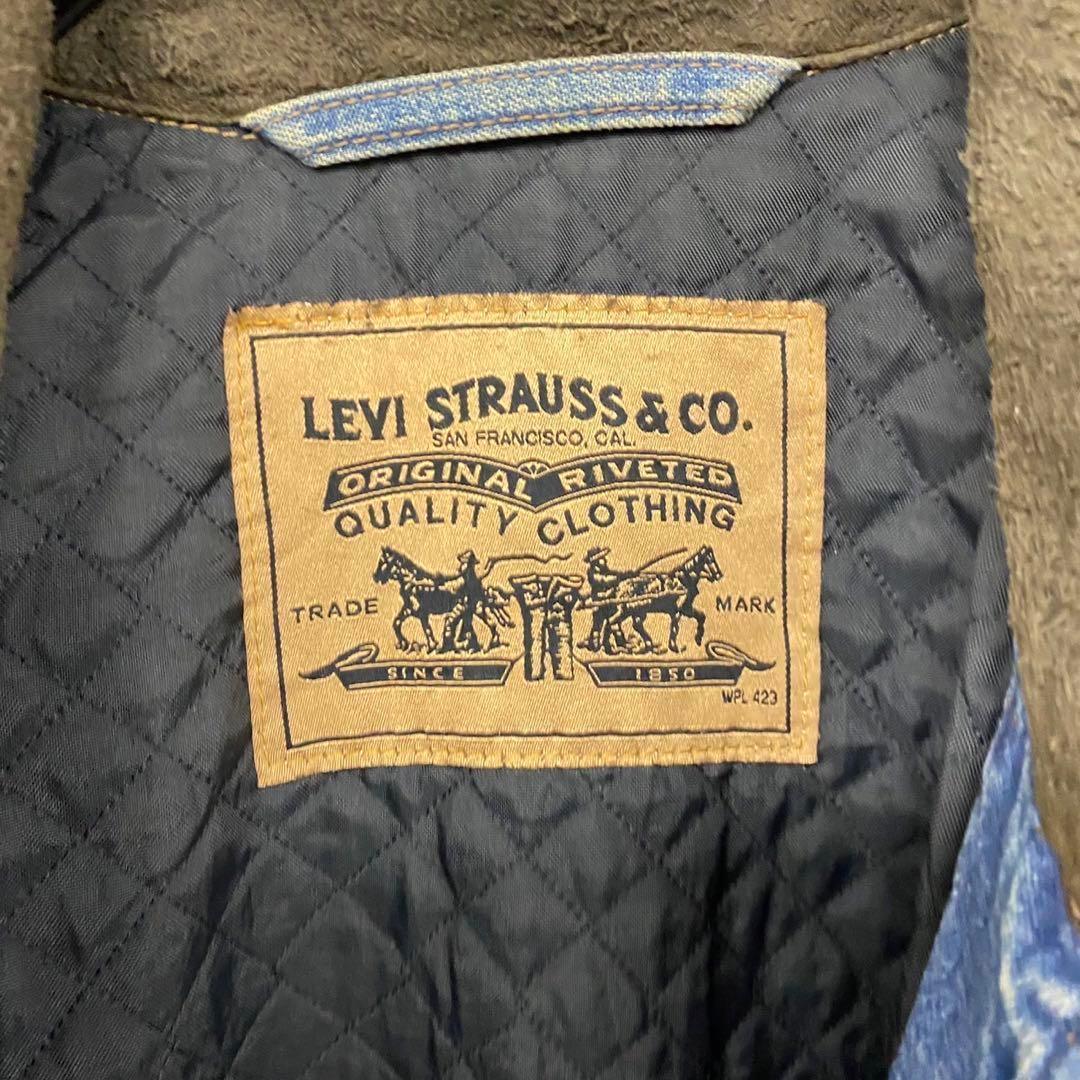 LEVI STRAUSS & CO.
SAN FRANCISCO, CAL.
ORIGINAL RIVETED
QUALITY CLOTHING
TRADE MARK
SINCE 1850
WPL 423